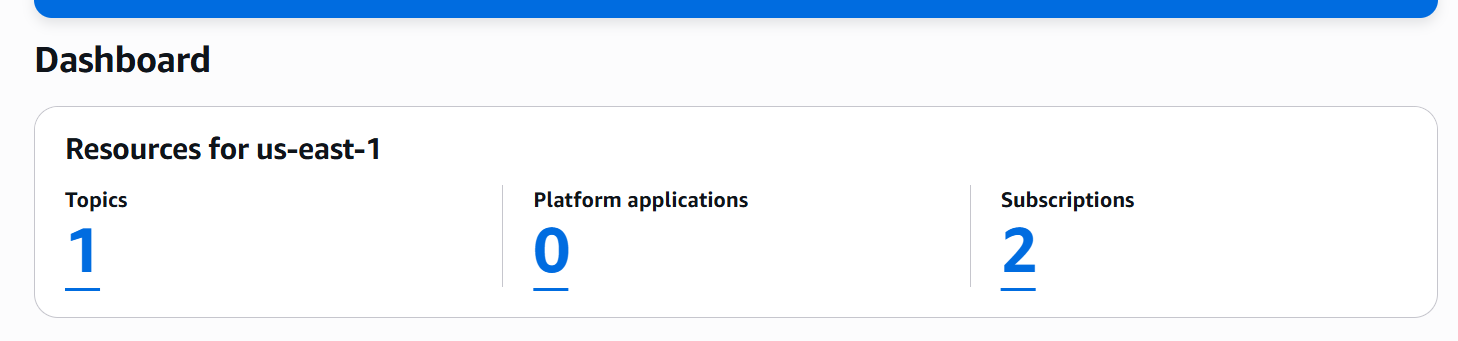 Dashboard
Resources for us-east-1
Topics
1
Platform applications
0
Subscriptions
2